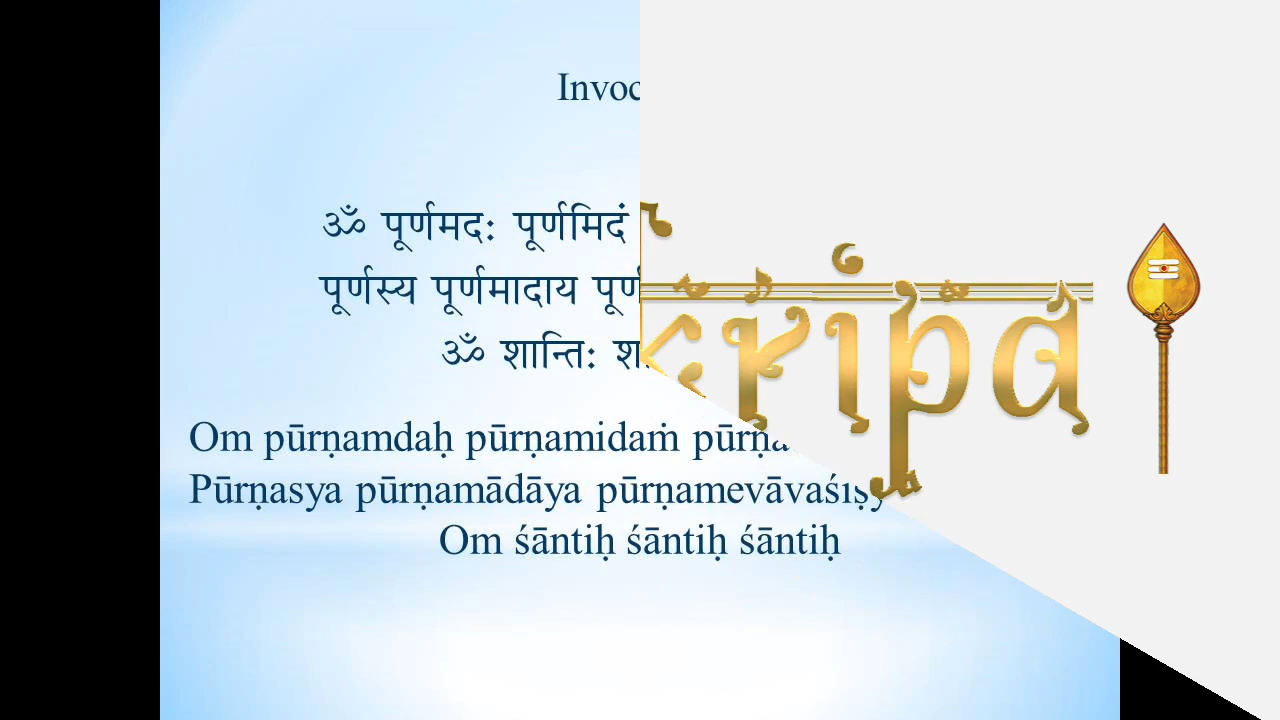 Invoc
ॐ पूर्णमदः पूर्णमिदं
पूर्णस्य पूर्णमादाय पूर्ण
ॐ शान्तिः श
Om pūrṇamdaḥ pūrṇamidaṁ pūrṇa
Pūrṇasya pūrṇamādāya pūrṇamevāvaśiṣy
Om śāntiḥ śāntiḥ śāntiḥ
kripa